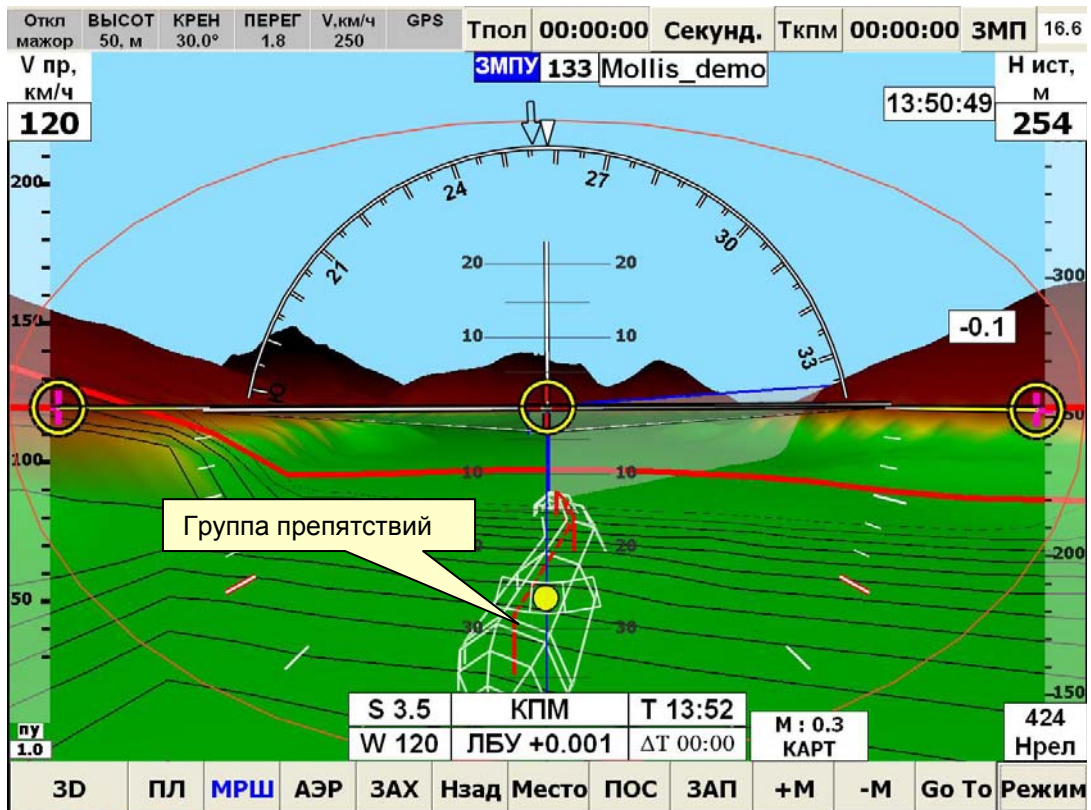 Откл мажор
ВЫСОТ 50, м
КРЕН 30.0°
ПЕРЕГ 1.8
V,км/ч 250
GPS
Тпол 00:00:00 Секунд. Ткпм 00:00:00 ЗМП 16.6
V пр, км/ч
120
ЗМПУ 133 Mollis_demo
Н ист, м
254
13:50:49
24
27
21
30
33
Ю
200
150
100
50
20 20
10 10
10 10
20
30 30
300
-0.1
200
150
Группа препятствий
S 3.5 КПМ Т 13:52
W 120 ЛБУ +0.001 ΔT 00:00
М : 0.3
КАРТ
424
Нрел
пу
1.0
3D ПЛ МРШ АЭР ЗАХ Нзад Место ПОС ЗАП +М -М Go To Режим